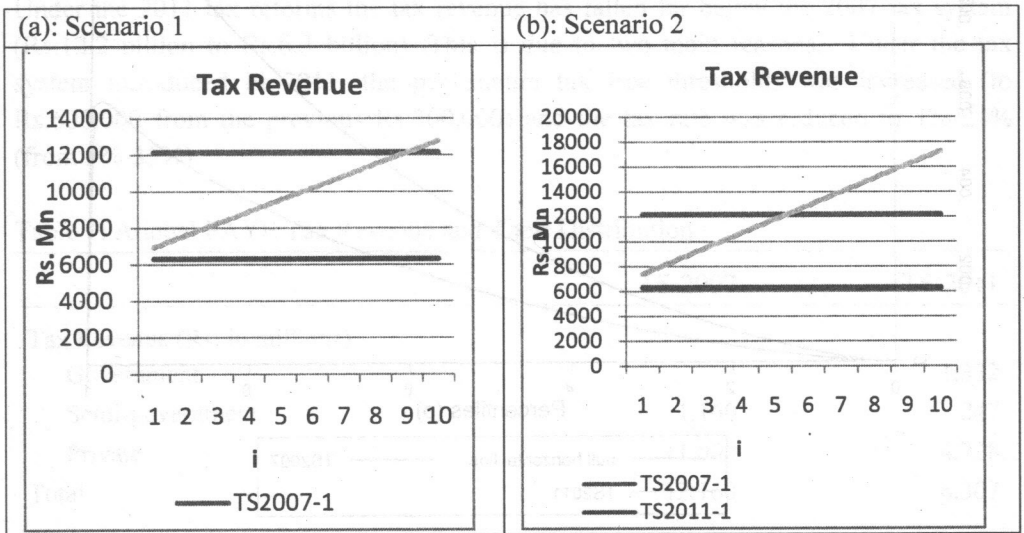 (a): Scenario 1
Tax Revenue
14000
12000
10000
8000
6000
4000
2000
0
Rs. Mn
1 2 3 4 5 6 7 8 9 10
i
TS2007-1
(b): Scenario 2
Tax Revenue
20000
18000
16000
14000
12000
10000
8000
6000
4000
2000
0
Rs. Mn
1 2 3 4 5 6 7 8 9 10
i
TS2007-1
TS2011-1